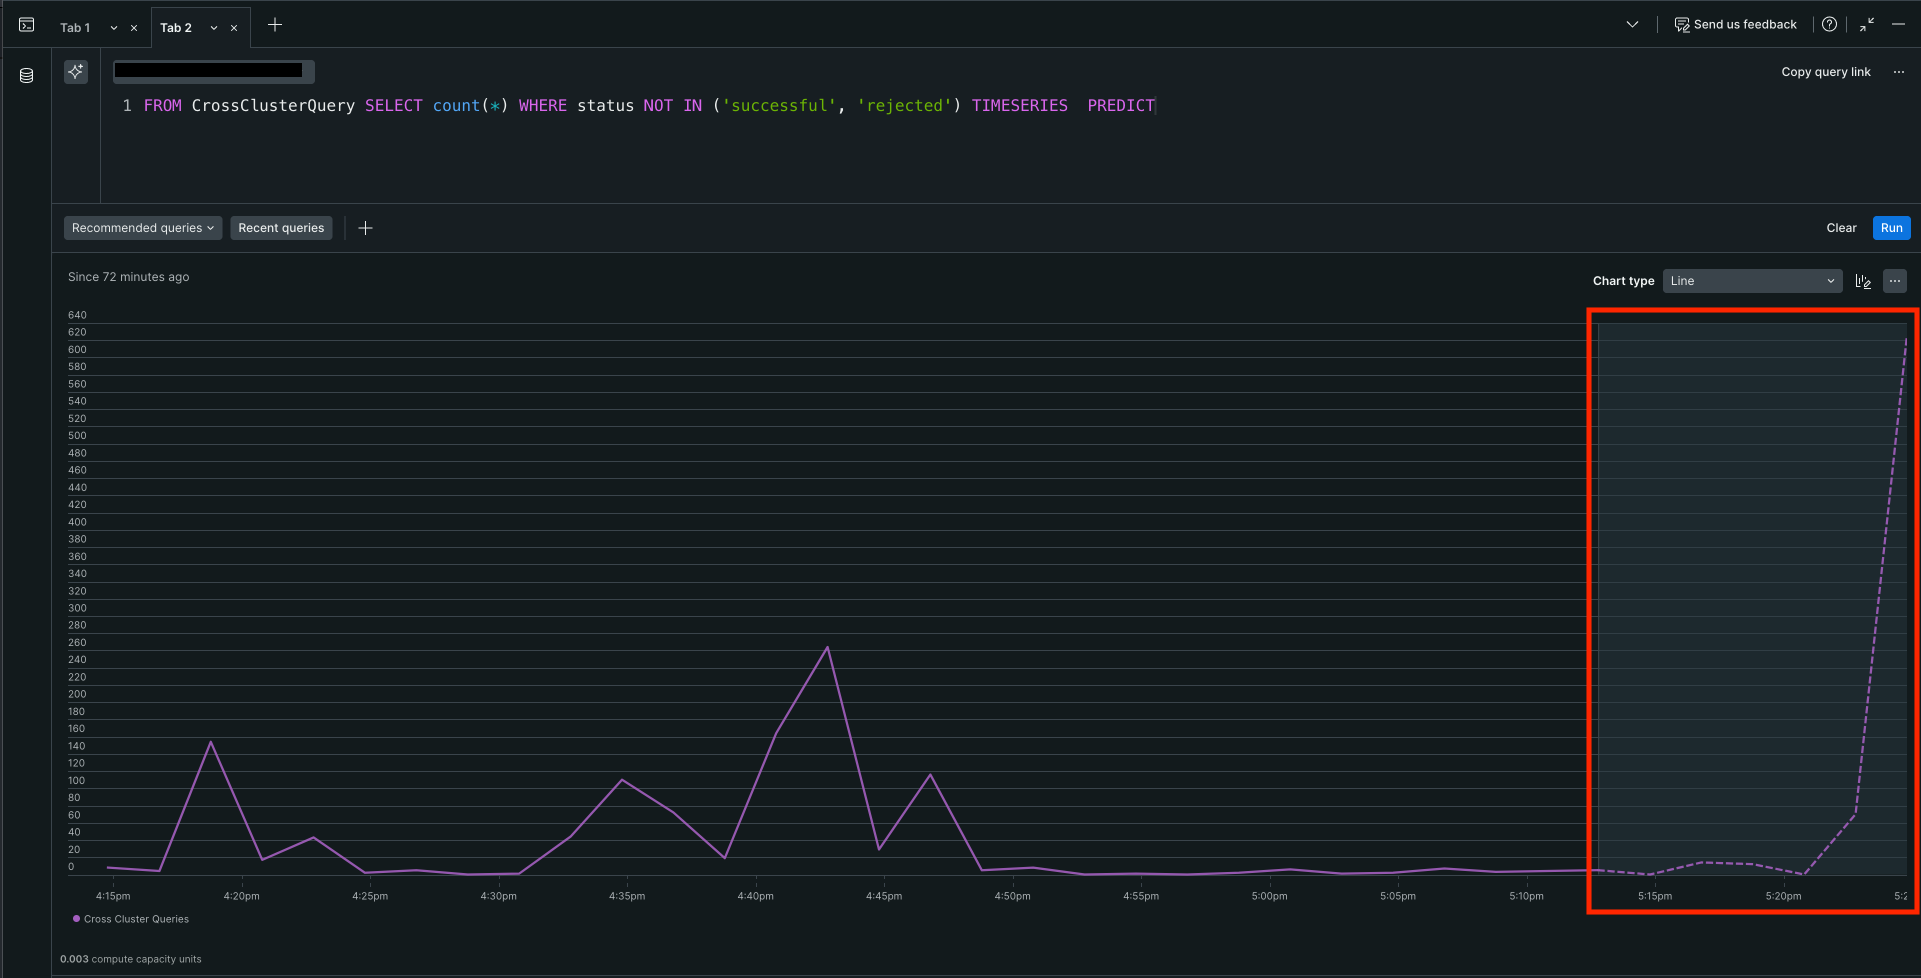 Tab 1
Tab 2
Send us feedback
Copy query link
1 FROM CrossClusterQuery SELECT count(*) WHERE status NOT IN ('successful', 'rejected') TIMESERIES  PREDICT
Recommended queries
Recent queries
Clear
Run
Since 72 minutes ago
Chart type
Line
640
620
600
580
560
540
520
500
480
460
440
420
400
380
360
340
320
300
280
260
240
220
200
180
160
140
120
100
80
60
40
20
0
4:15pm
4:20pm
4:25pm
4:30pm
4:35pm
4:40pm
4:45pm
4:50pm
4:55pm
5:00pm
5:05pm
5:10pm
5:15pm
5:20pm
Cross Cluster Queries
0.003 compute capacity units